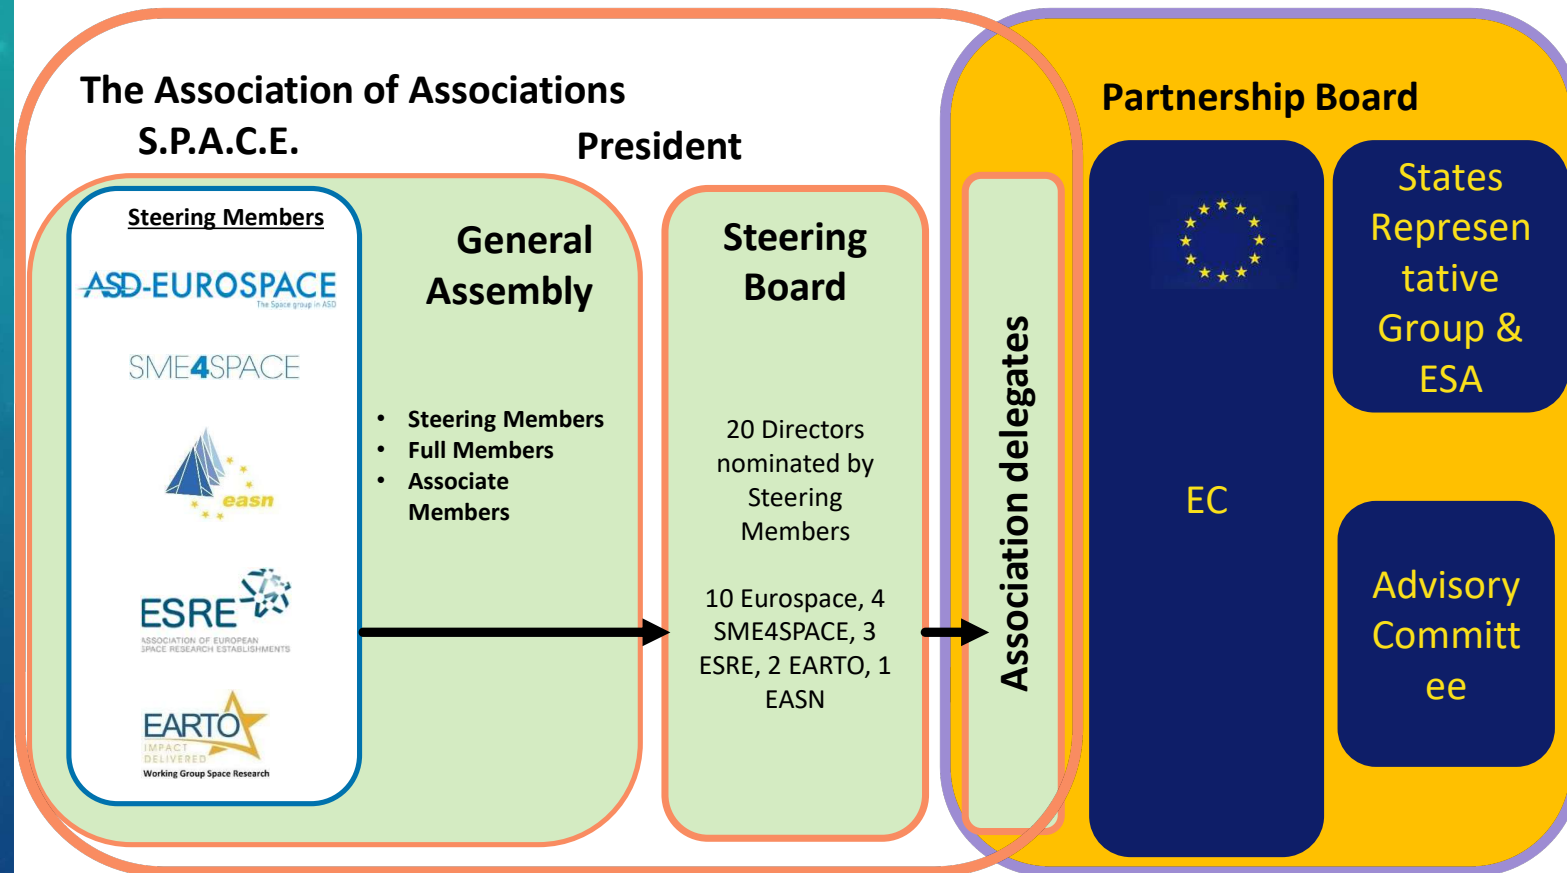 The Association of Associations
S.P.A.C.E.
President
Steering Members
ASD-EUROSPACE
The Space group in ASD
SME4SPACE
easn
ESRE
ASSOCIATION OF EUROPEAN
SPACE RESEARCH ESTABLISHMENTS
EARTO
IMPACT
DELIVERED
Working Group Space Research
General
Assembly
• Steering Members
• Full Members
• Associate
Members
Steering
Board
20 Directors
nominated by
Steering
Members
10 Eurospace, 4
SME4SPACE, 3
ESRE, 2 EARTO, 1
EASN
Association delegates
Partnership Board
EC
States
Represen
tative
Group &
ESA
Advisory
Committ
ee